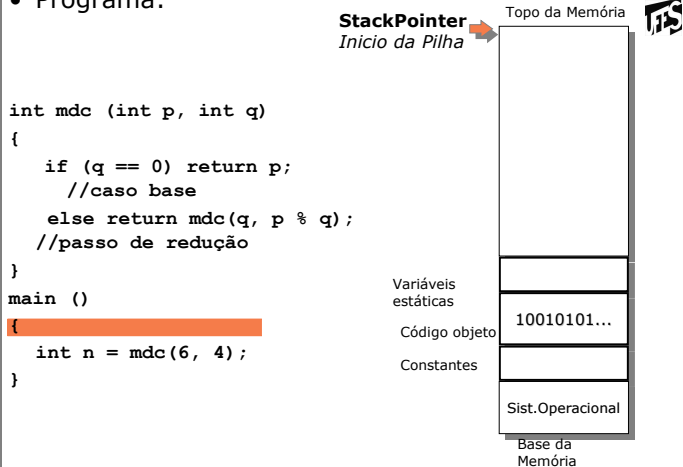 • Programa:
StackPointer
Inicio da Pilha
Topo da Memória
UFES
int mdc (int p, int q)
{
if (q == 0) return p;
//caso base
else return mdc(q, p % q);
//passo de redução
}
main ()
{
int n = mdc(6, 4);
}
Variáveis
estáticas
Código objeto
10010101...
Constantes
Sist.Operacional
Base da
Memória